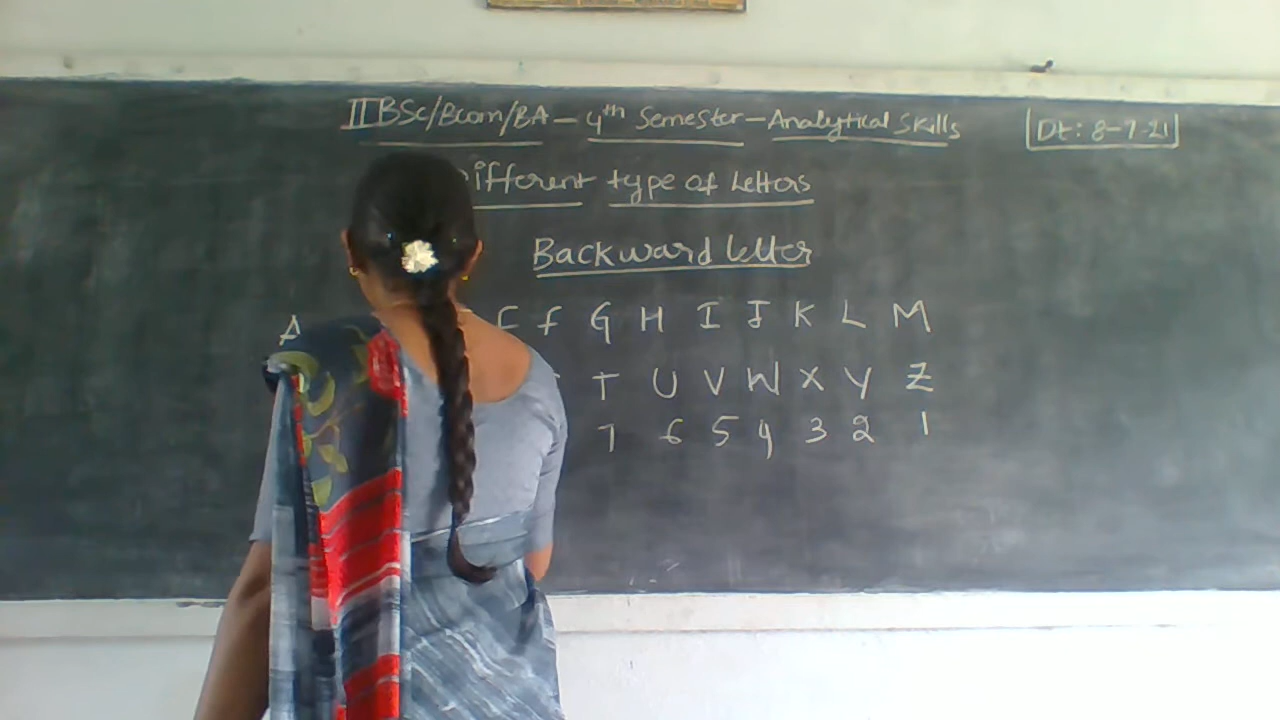 II BSc/Bcom/BA - 4th Semester - Analytical Skills
Dt: 8-7-21
ifferent type of Letters
Backward letter
A E F G H I J K L M
T U V W X Y Z
7 6 5 4 3 2 1